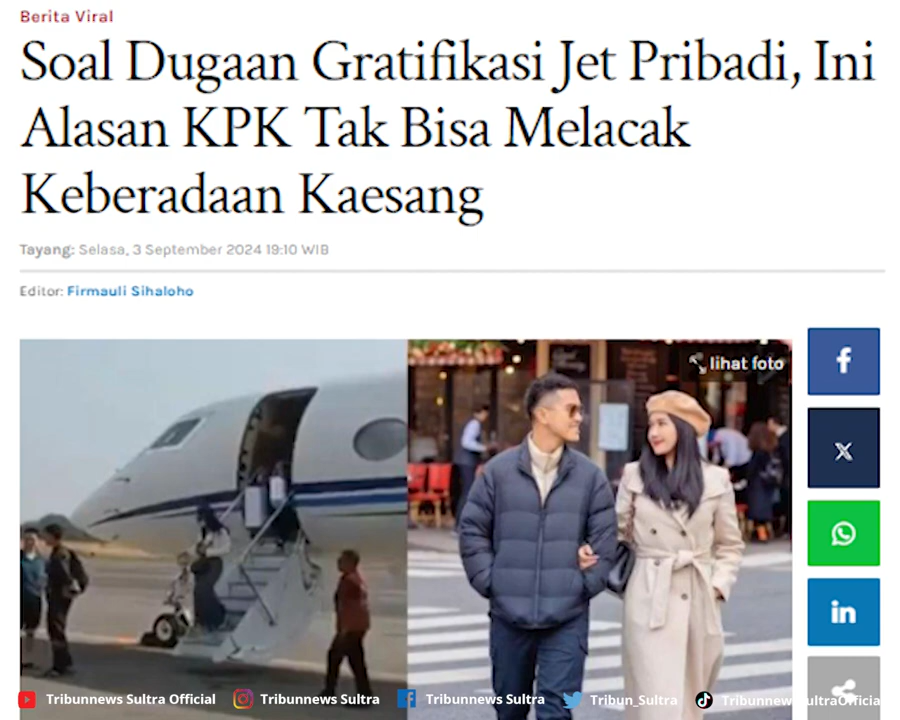 Berita Viral
Soal Dugaan Gratifikasi Jet Pribadi, Ini
Alasan KPK Tak Bisa Melacak
Keberadaan Kaesang
Tayang: Selasa, 3 September 2024 19:10 WIB
Editor: Firmauli Sihaloho
lihat foto
Tribunnews Sultra Official Tribunnews Sultra Tribunnews Sultra Tribun_Sultra